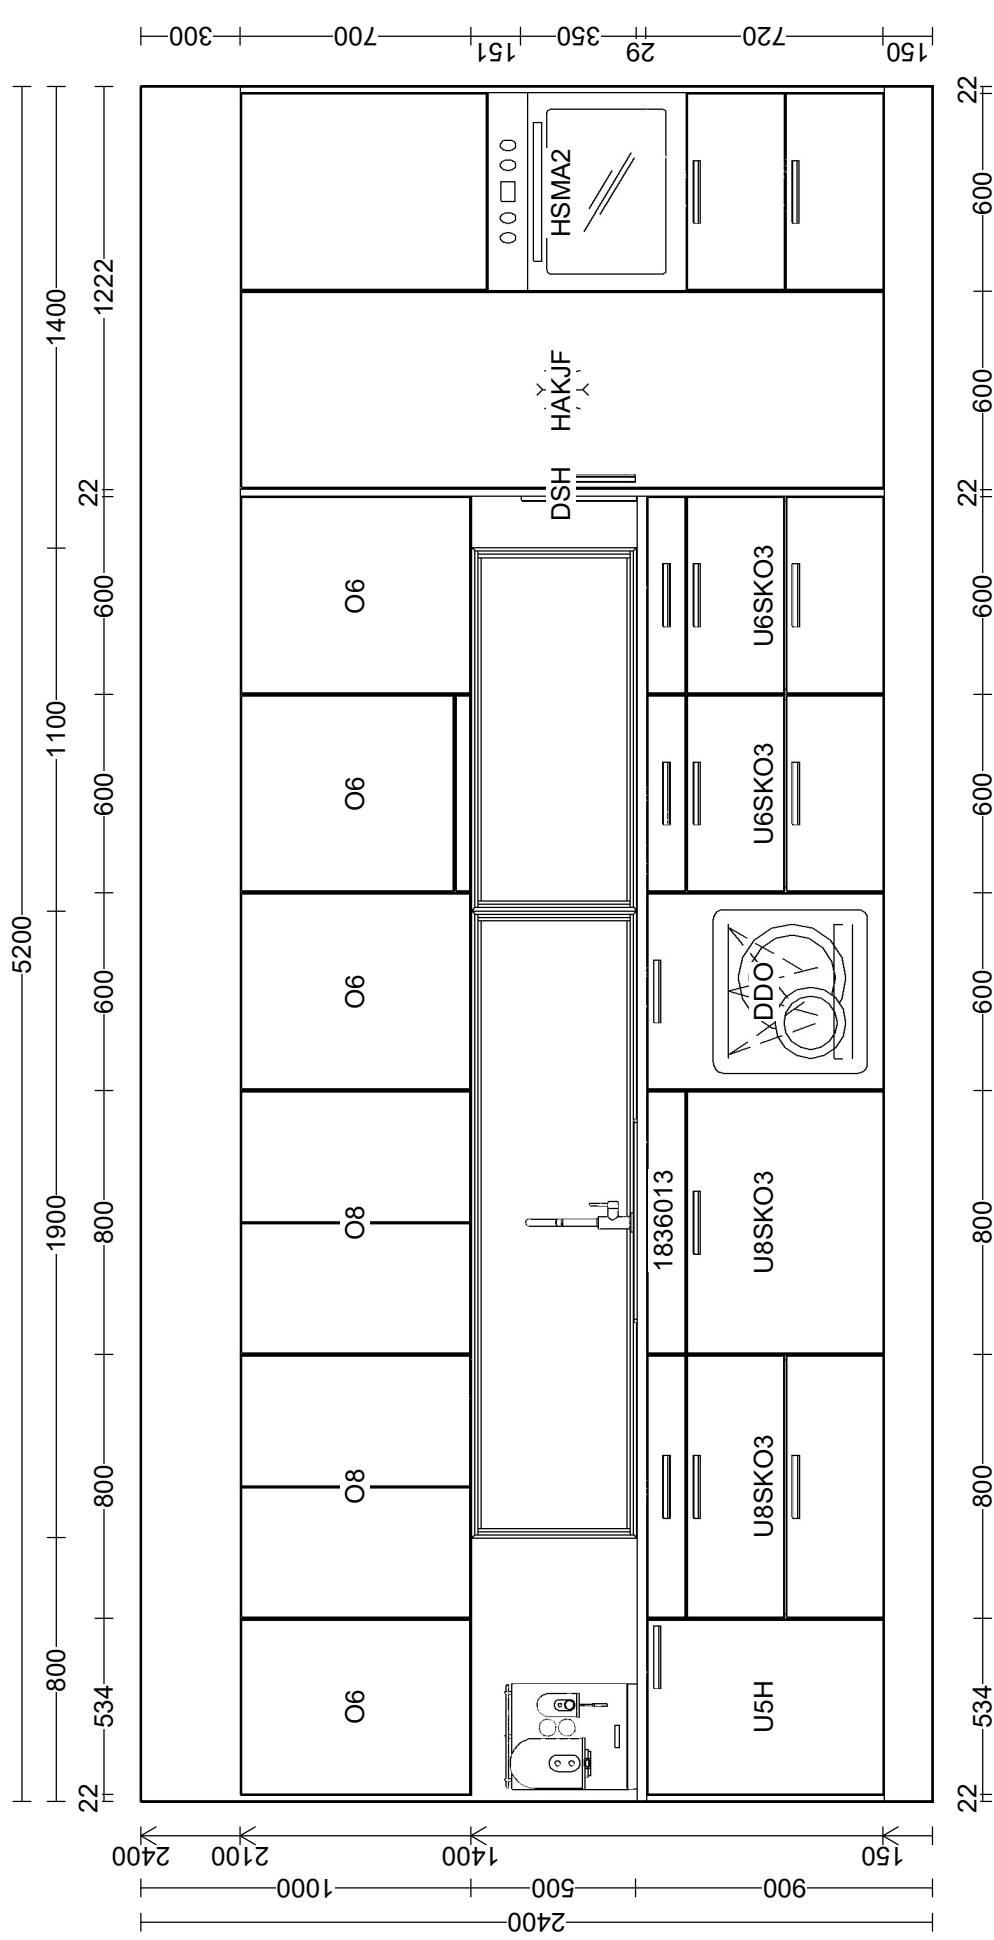 5200
800 1900 1100 1400
22 534 800 800 600 600 600 22 1222
2400
1000 500 900
2400 2100 1400 150
O6 O8 O8 O6 O6 O6
DSH HAKJF HSMA2
1836013
U5H U8SKO3 U8SKO3 DDO U6SKO3 U6SKO3
300 700 151 350 29 720 150
22 534 800 800 600 600 600 22 600 600 22